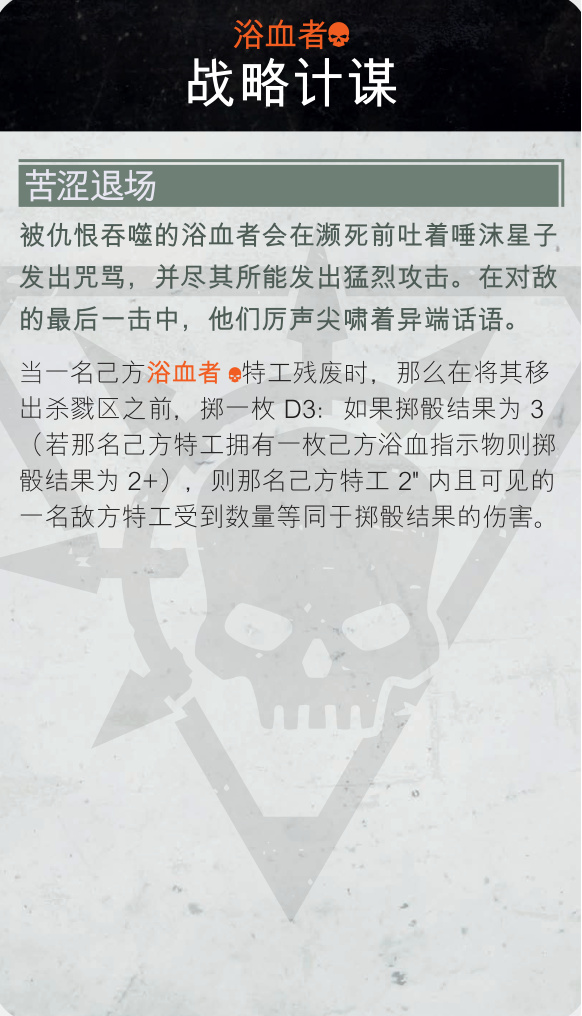 浴血者
战略计谋
苦涩退场
被仇恨吞噬的浴血者会在濒死前吐着唾沫星子
发出咒骂，并尽其所能发出猛烈攻击。在对敌
的最后一击中，他们厉声尖啸着异端话语。
当一名己方浴血者 特工残废时，那么在将其移
出杀戮区之前，掷一枚 D3：如果掷骰结果为 3
（若那名己方特工拥有一枚己方浴血指示物则掷
骰结果为 2+），则那名己方特工 2" 内且可见的
一名敌方特工受到数量等同于掷骰结果的伤害。